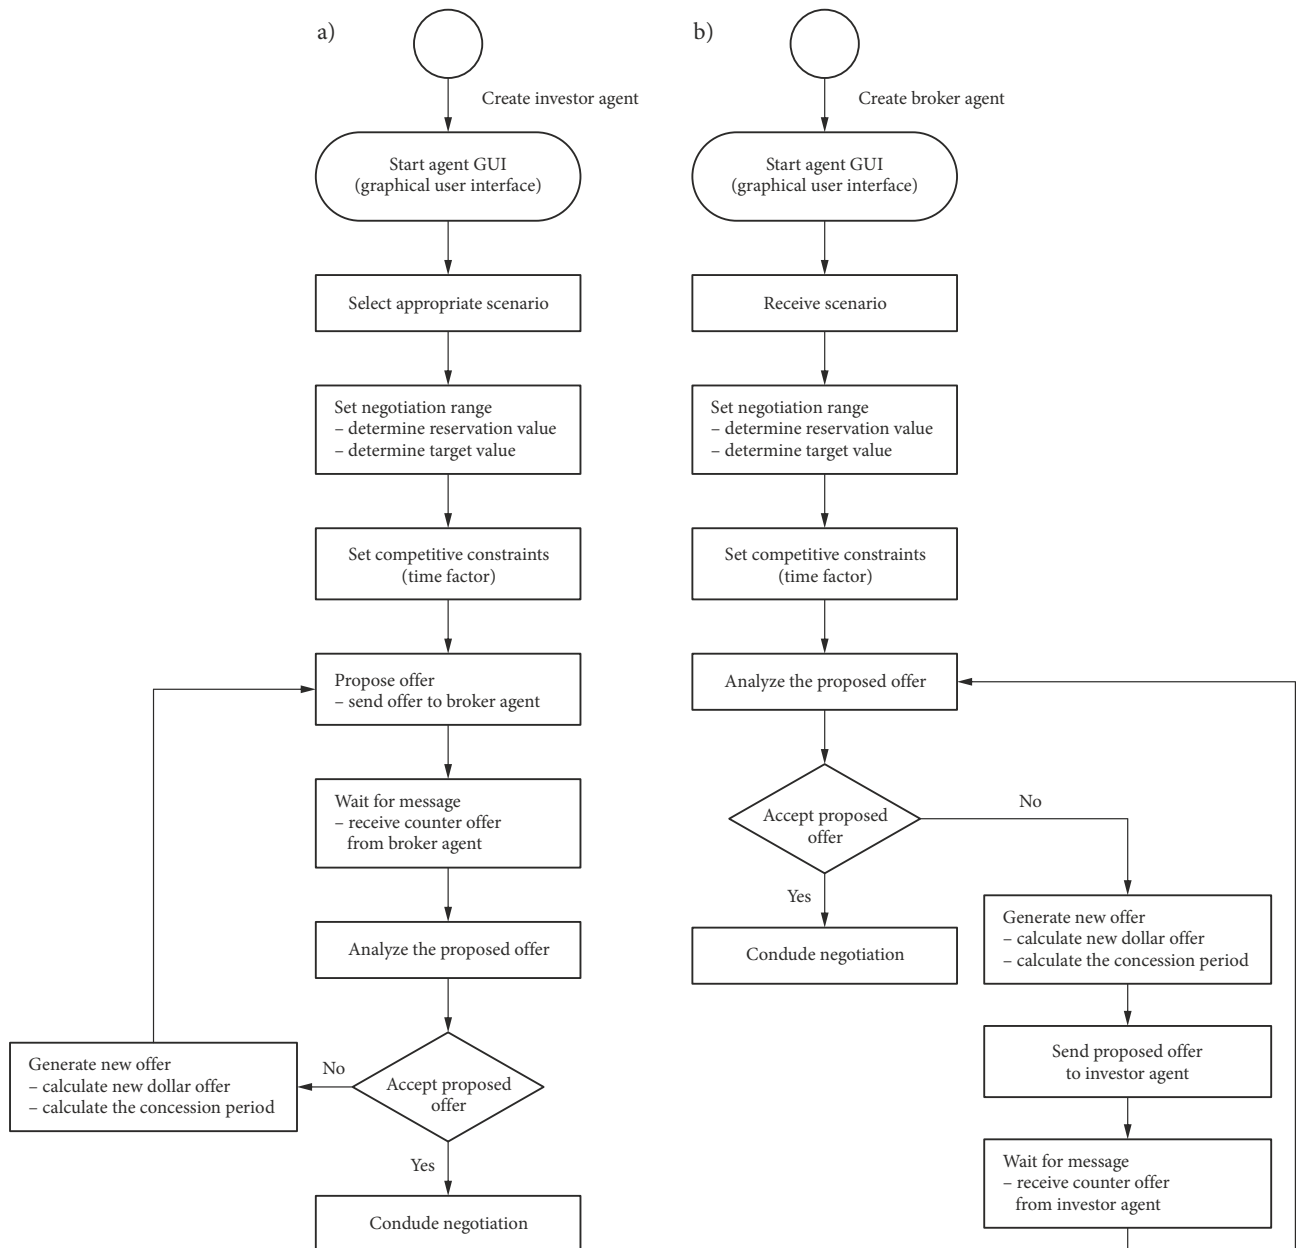 a)
Create investor agent
Start agent GUI
(graphical user interface)
Select appropriate scenario
Set negotiation range
– determine reservation value
– determine target value
Set competitive constraints
(time factor)
Propose offer
– send offer to broker agent
Wait for message
– receive counter offer
from broker agent
Analyze the proposed offer
Accept proposed
offer
No
Generate new offer
– calculate new dollar offer
– calculate the concession period
Yes
Condude negotiation
b)
Create broker agent
Start agent GUI
(graphical user interface)
Receive scenario
Set negotiation range
– determine reservation value
– determine target value
Set competitive constraints
(time factor)
Analyze the proposed offer
Accept proposed
offer
Yes
Condude negotiation
No
Generate new offer
– calculate new dollar offer
– calculate the concession period
Send proposed offer
to investor agent
Wait for message
– receive counter offer
from investor agent